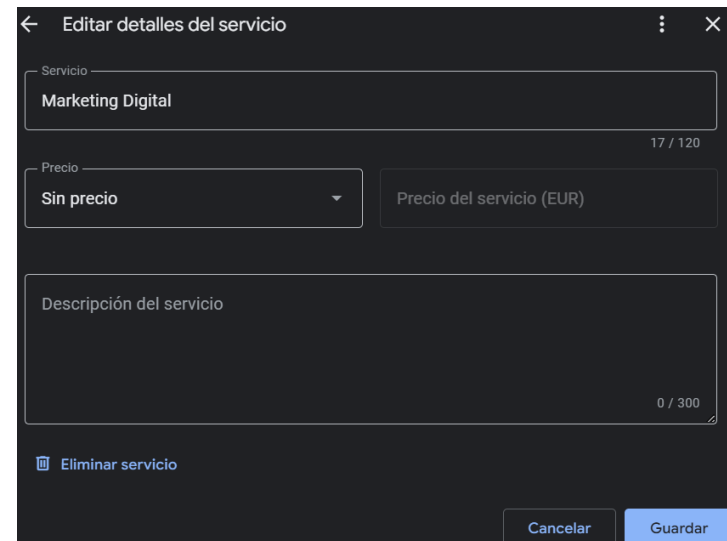 Editar detalles del servicio
Servicio
Marketing Digital
17 / 120
Precio
Sin precio
Precio del servicio (EUR)
Descripción del servicio
0 / 300
Eliminar servicio
Cancelar
Guardar